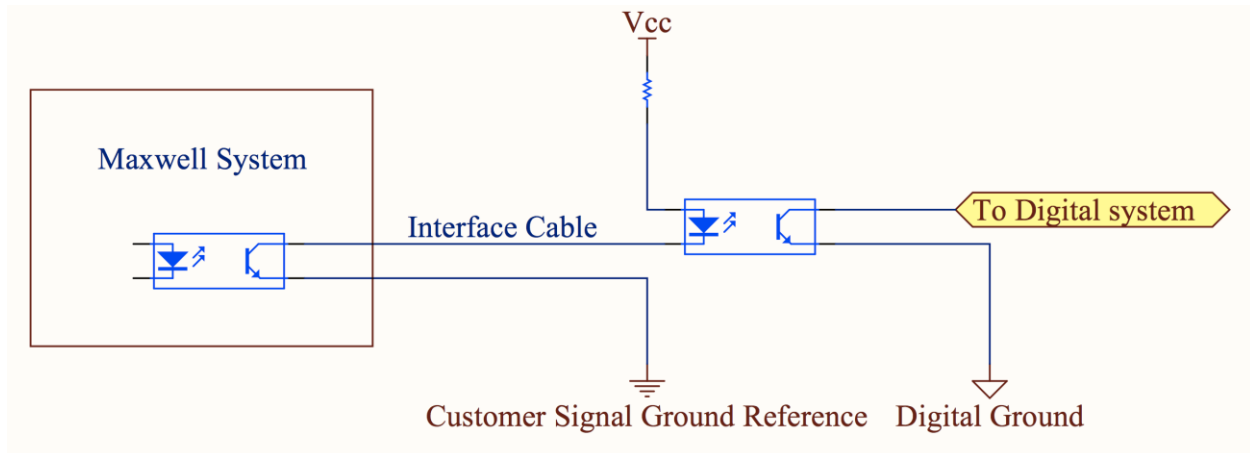 Vcc
Maxwell System
Interface Cable
To Digital system
Customer Signal Ground Reference
Digital Ground